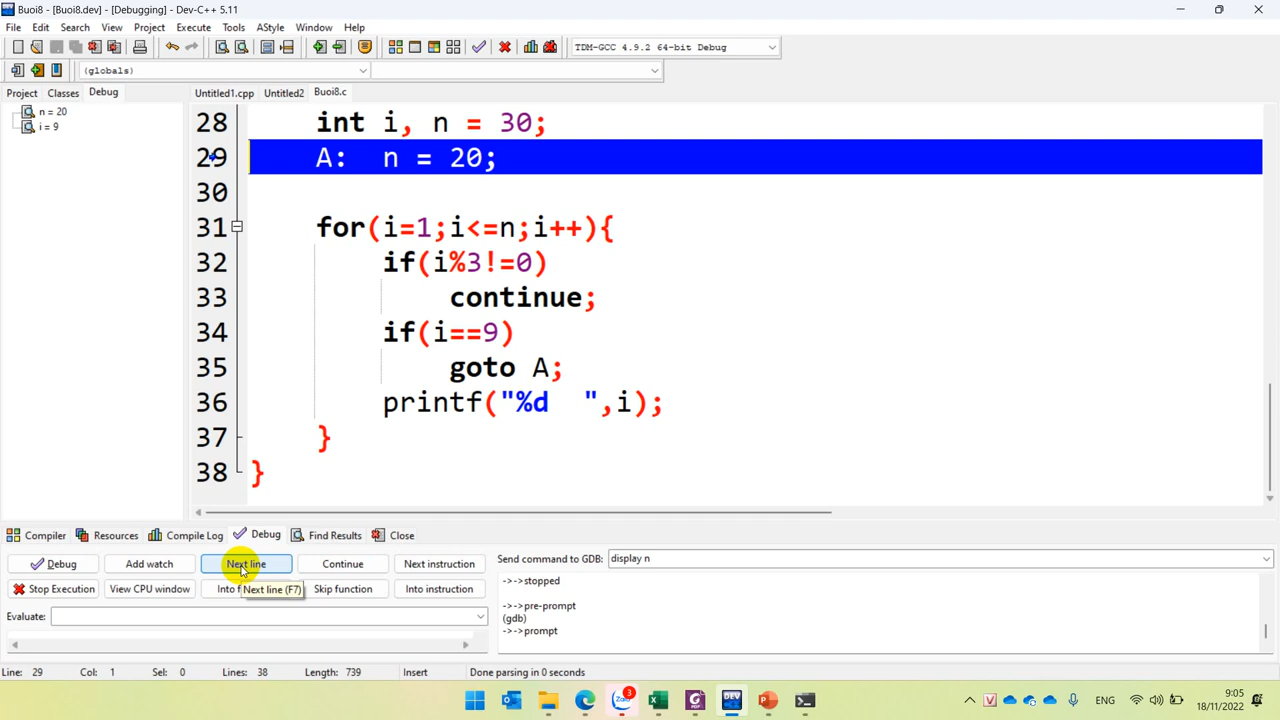 Buoi8 - [Buoi8.dev] - [Debugging] - Dev-C++ 5.11
File Edit Search View Project Execute Tools AStyle Window Help
TDM-GCC 4.9.2 64-bit Debug
(globals)
Project Classes Debug
Untitled1.cpp Untitled2 Buoi8.c
n = 20
i = 9
28 int i, n = 30;
29 A: n = 20;
30
31 for(i=1;i<=n;i++){
32 if(i%3!=0)
33 continue;
34 if(i==9)
35 goto A;
36 printf("%d  ",i);
37 }
38 }
Compiler Resources Compile Log Debug Find Results Close
Debug Add watch Next line Continue Next instruction
Stop Execution View CPU window Into f Skip function Into instruction
Next line (F7)
Evaluate:
Send command to GDB: display n
->->stopped
->->pre-prompt
(gdb)
->->prompt
Line: 29 Col: 1 Sel: 0 Lines: 38 Length: 739 Insert Done parsing in 0 seconds
Zalo 3
DEV
ENG
9:05
18/11/2022